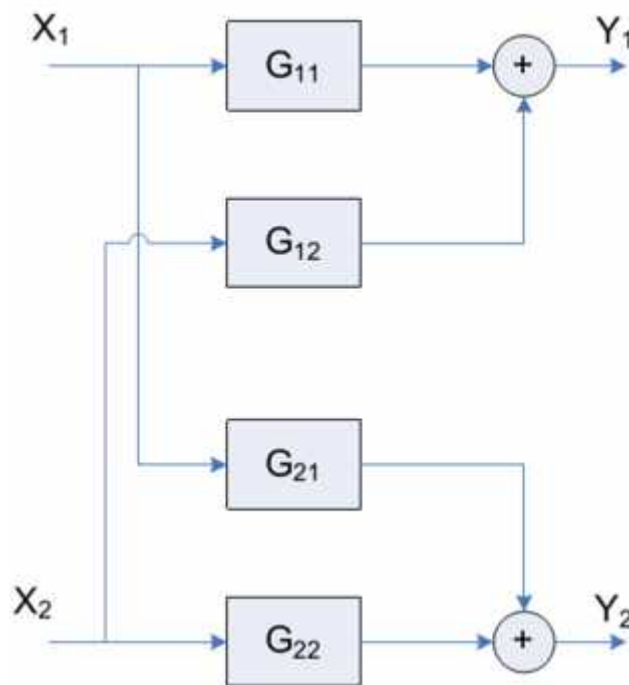 X₁ G₁₁ + Y₁
G₁₂
G₂₁
X₂ G₂₂ + Y₂